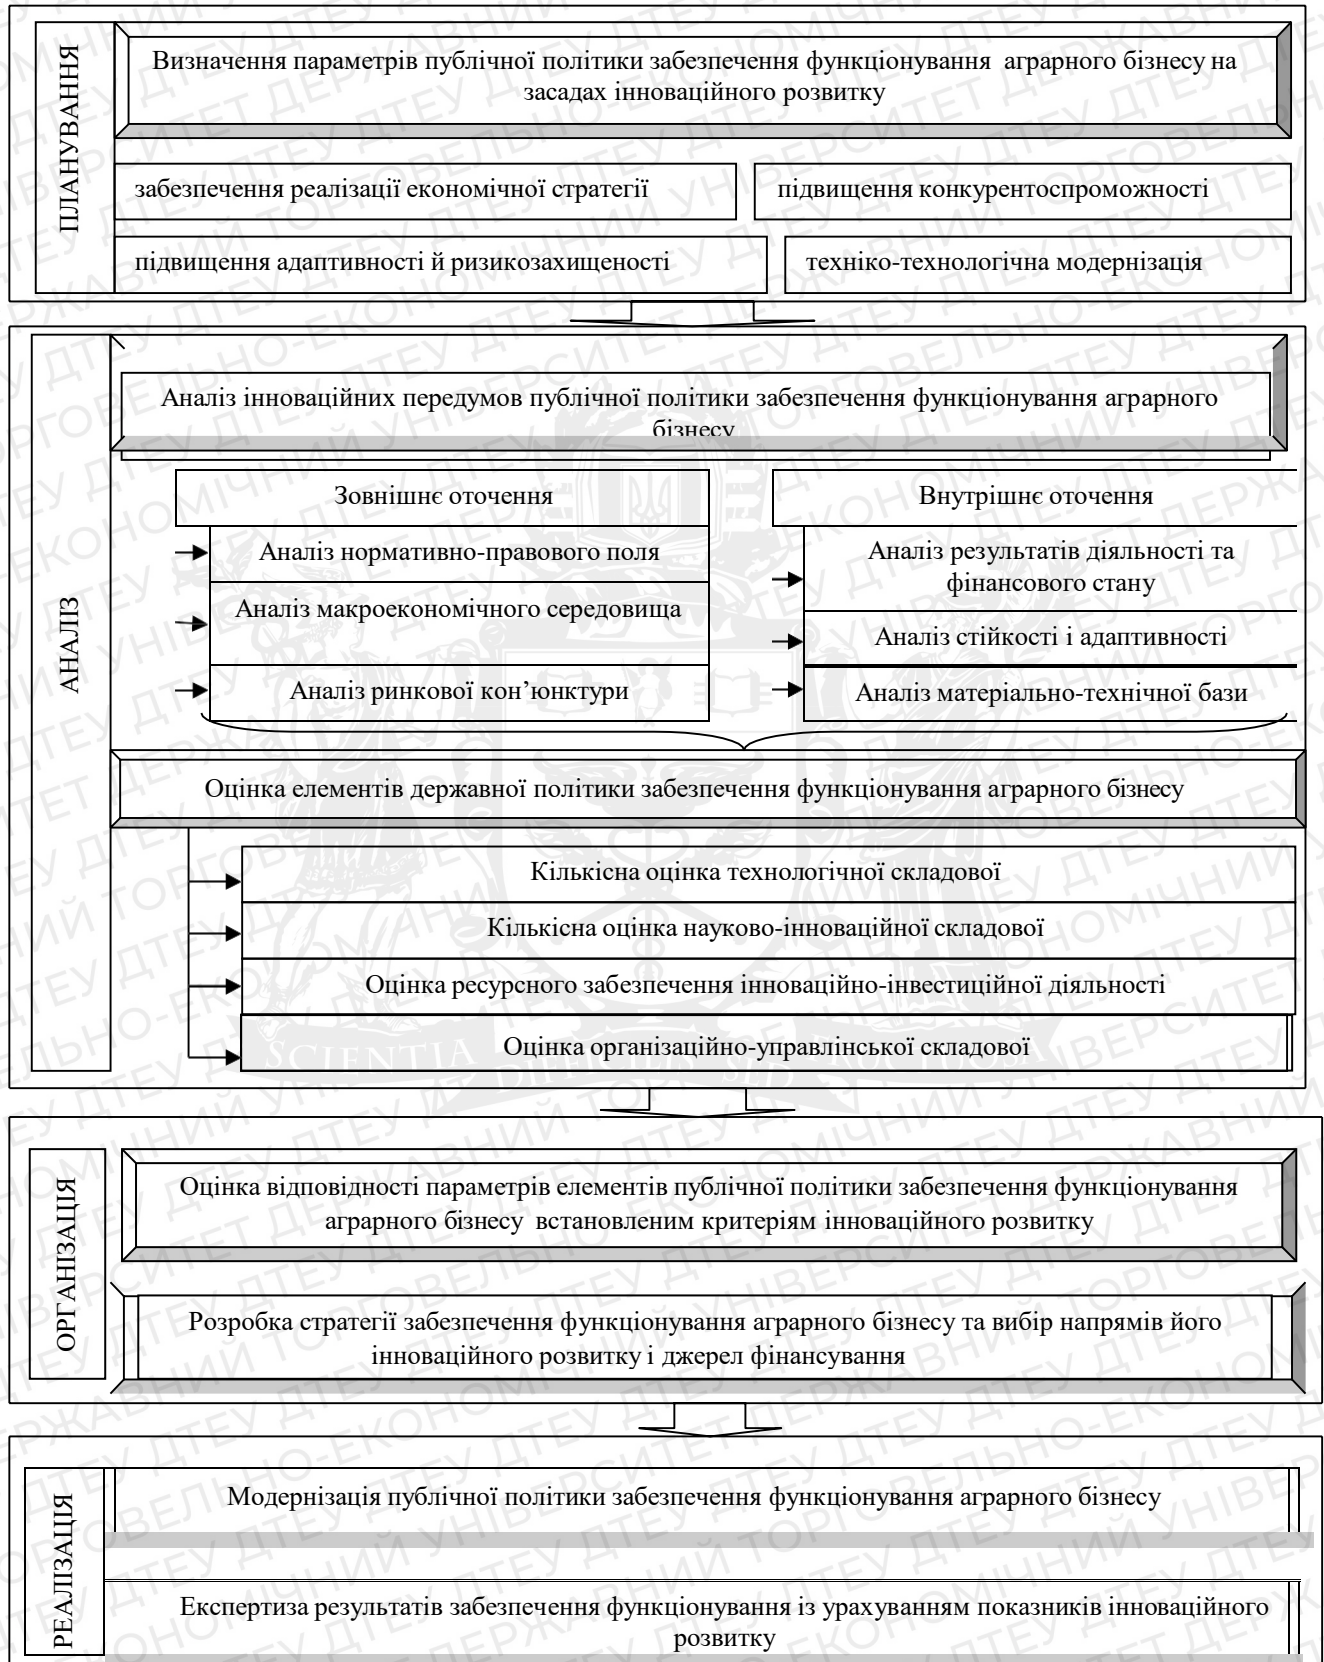 ПЛАНУВАННЯ
Визначення параметрів публічної політики забезпечення функціонування аграрного бізнесу на
засадах інноваційного розвитку
забезпечення реалізації економічної стратегії
підвищення конкурентоспроможності
підвищення адаптивності й ризикозахищеності
техніко-технологічна модернізація
АНАЛІЗ
Аналіз інноваційних передумов публічної політики забезпечення функціонування аграрного
бізнесу
Зовнішнє оточення
Аналіз нормативно-правового поля
Аналіз макроекономічного середовища
Аналіз ринкової кон’юнктури
Внутрішнє оточення
Аналіз результатів діяльності та
фінансового стану
Аналіз стійкості і адаптивності
Аналіз матеріально-технічної бази
Оцінка елементів державної політики забезпечення функціонування аграрного бізнесу
Кількісна оцінка технологічної складової
Кількісна оцінка науково-інноваційної складової
Оцінка ресурсного забезпечення інноваційно-інвестиційної діяльності
Оцінка організаційно-управлінської складової
ОРГАНІЗАЦІЯ
Оцінка відповідності параметрів елементів публічної політики забезпечення функціонування
аграрного бізнесу встановленим критеріям інноваційного розвитку
Розробка стратегії забезпечення функціонування аграрного бізнесу та вибір напрямів його
інноваційного розвитку і джерел фінансування
РЕАЛІЗАЦІЯ
Модернізація публічної політики забезпечення функціонування аграрного бізнесу
Експертиза результатів забезпечення функціонування із урахуванням показників інноваційного
розвитку